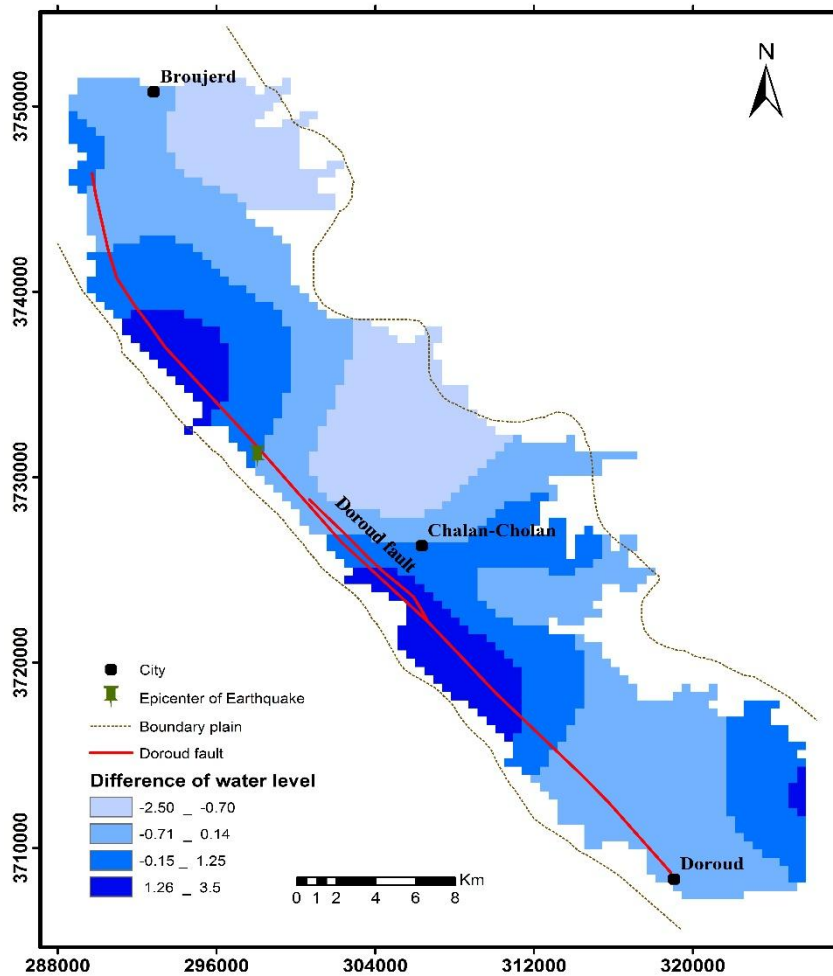 N
Broujerd
Doroud fault
Chalan-Cholan
Doroud
3750000
3740000
3730000
3720000
3710000
City
Epicenter of Earthquake
Boundary plain
Doroud fault
Difference of water level
-2.50 _ -0.70
-0.71 _ 0.14
-0.15 _ 1.25
1.26 _ 3.5
Km
0 1 2 4 6 8
288000 296000 304000 312000 320000